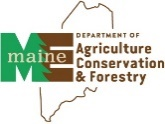 DEPARTMENT OF
maine
Agriculture
Conservation
& Forestry